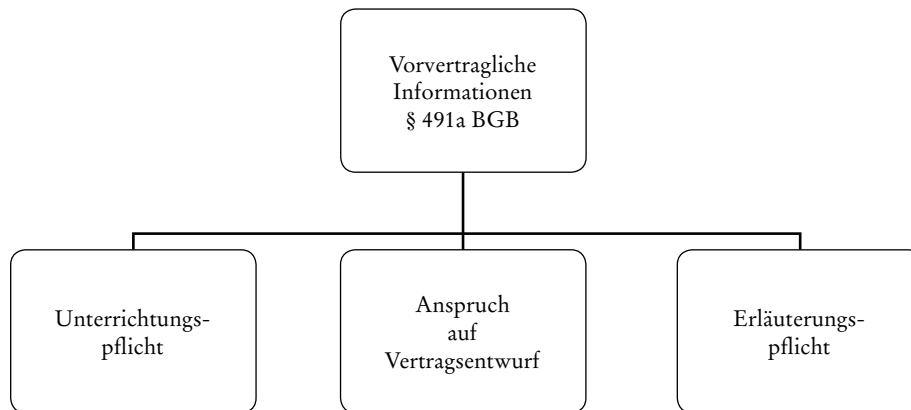 Vorvertragliche
Informationen
§ 491a BGB
Unterrichtungs-
pflicht
Anspruch
auf
Vertragsentwurf
Erläuterungs-
pflicht